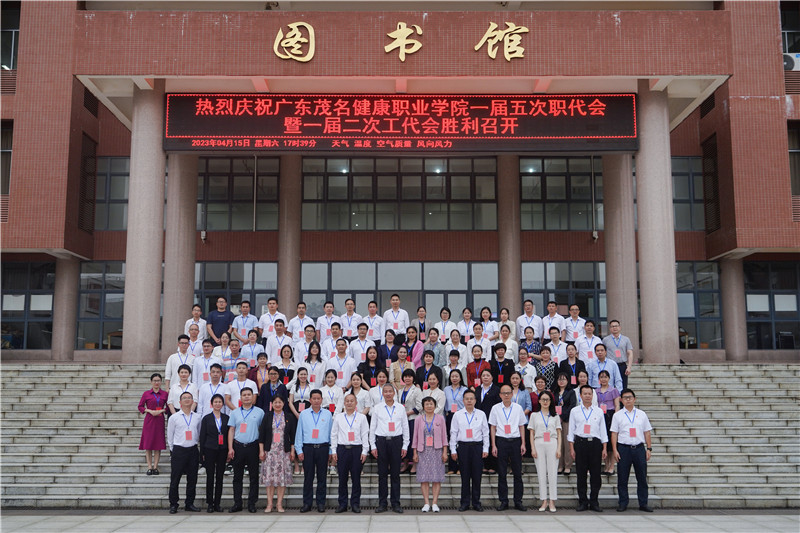 图书馆
热烈庆祝广东茂名健康职业学院一届五次职代会
暨一届二次工代会胜利召开
2023年04月15日 星期六 17时39分 天气 温度 空气质量 风向风力